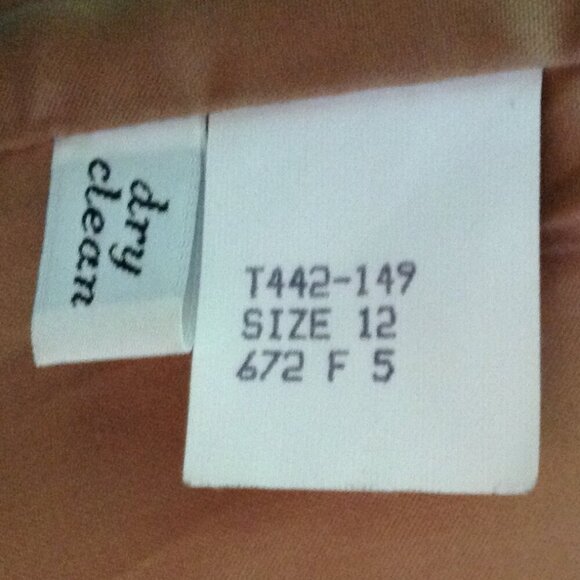 dry
clean
T442-149
SIZE 12
672 F 5